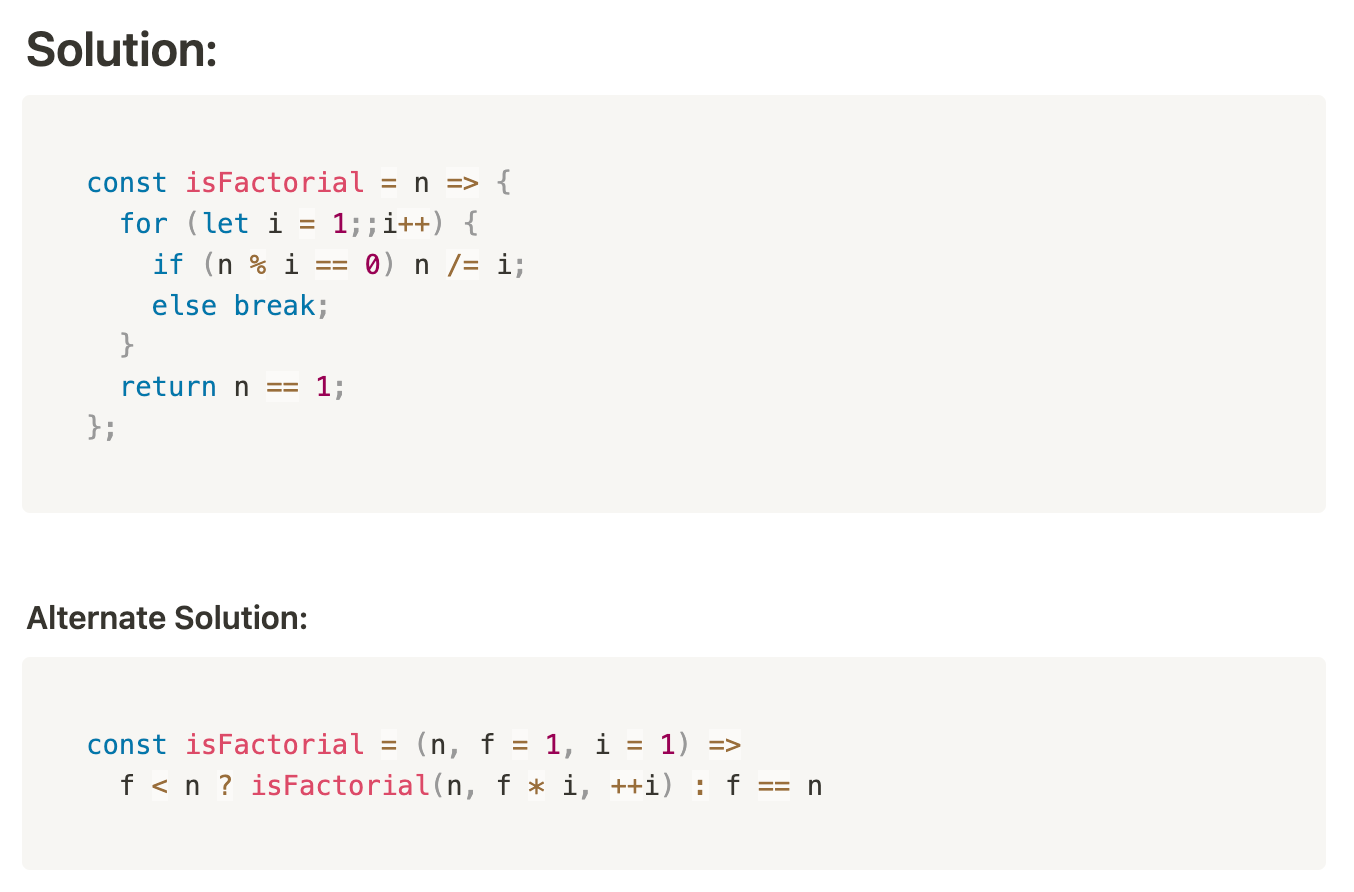 Solution:
const isFactorial = n => {
  for (let i = 1;;i++) {
    if (n % i == 0) n /= i;
    else break;
  }
  return n == 1;
};
Alternate Solution:
const isFactorial = (n, f = 1, i = 1) =>
  f < n ? isFactorial(n, f * i, ++i) : f == n